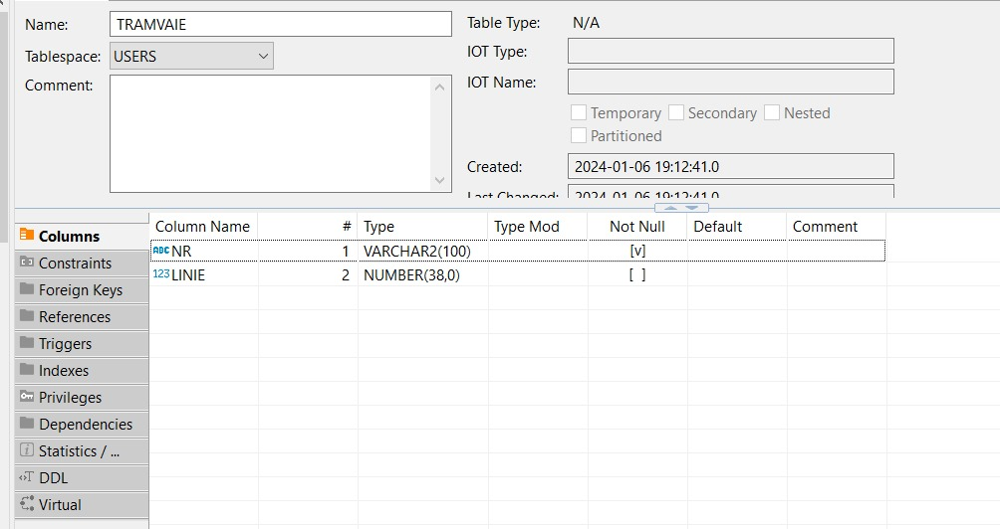 Name: TRAMVAIE
Tablespace: USERS
Comment:
Table Type: N/A
IOT Type:
IOT Name:
Temporary Secondary Nested
Partitioned
Created: 2024-01-06 19:12:41.0
Last Changed: 2024-01-06 19:12:41.0
Columns
Constraints
Foreign Keys
References
Triggers
Indexes
Privileges
Dependencies
Statistics / ...
DDL
Virtual
Column Name # Type Type Mod Not Null Default Comment
ABC NR 1 VARCHAR2(100) [v]
123 LINIE 2 NUMBER(38,0) [ ]